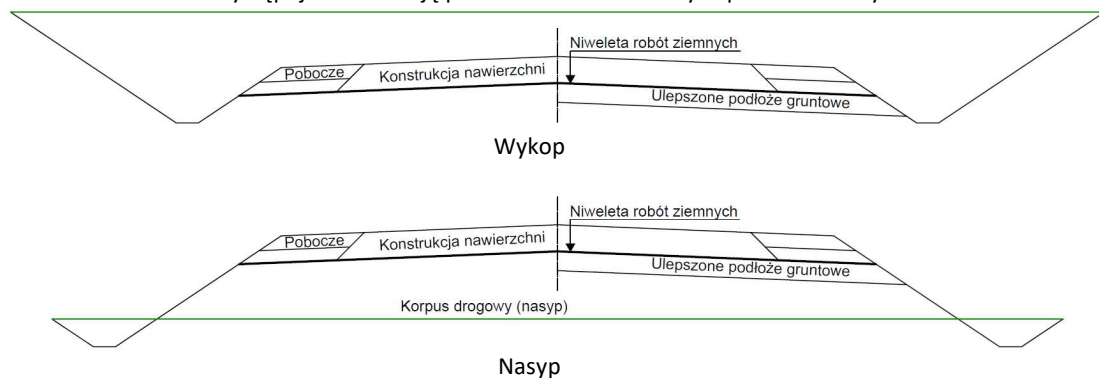 Niweleta robót ziemnych
Pobocze
Konstrukcja nawierzchni
Ulepszone podłoże gruntowe
Wykop
Niweleta robót ziemnych
Pobocze
Konstrukcja nawierzchni
Ulepszone podłoże gruntowe
Korpus drogowy (nasyp)
Nasyp